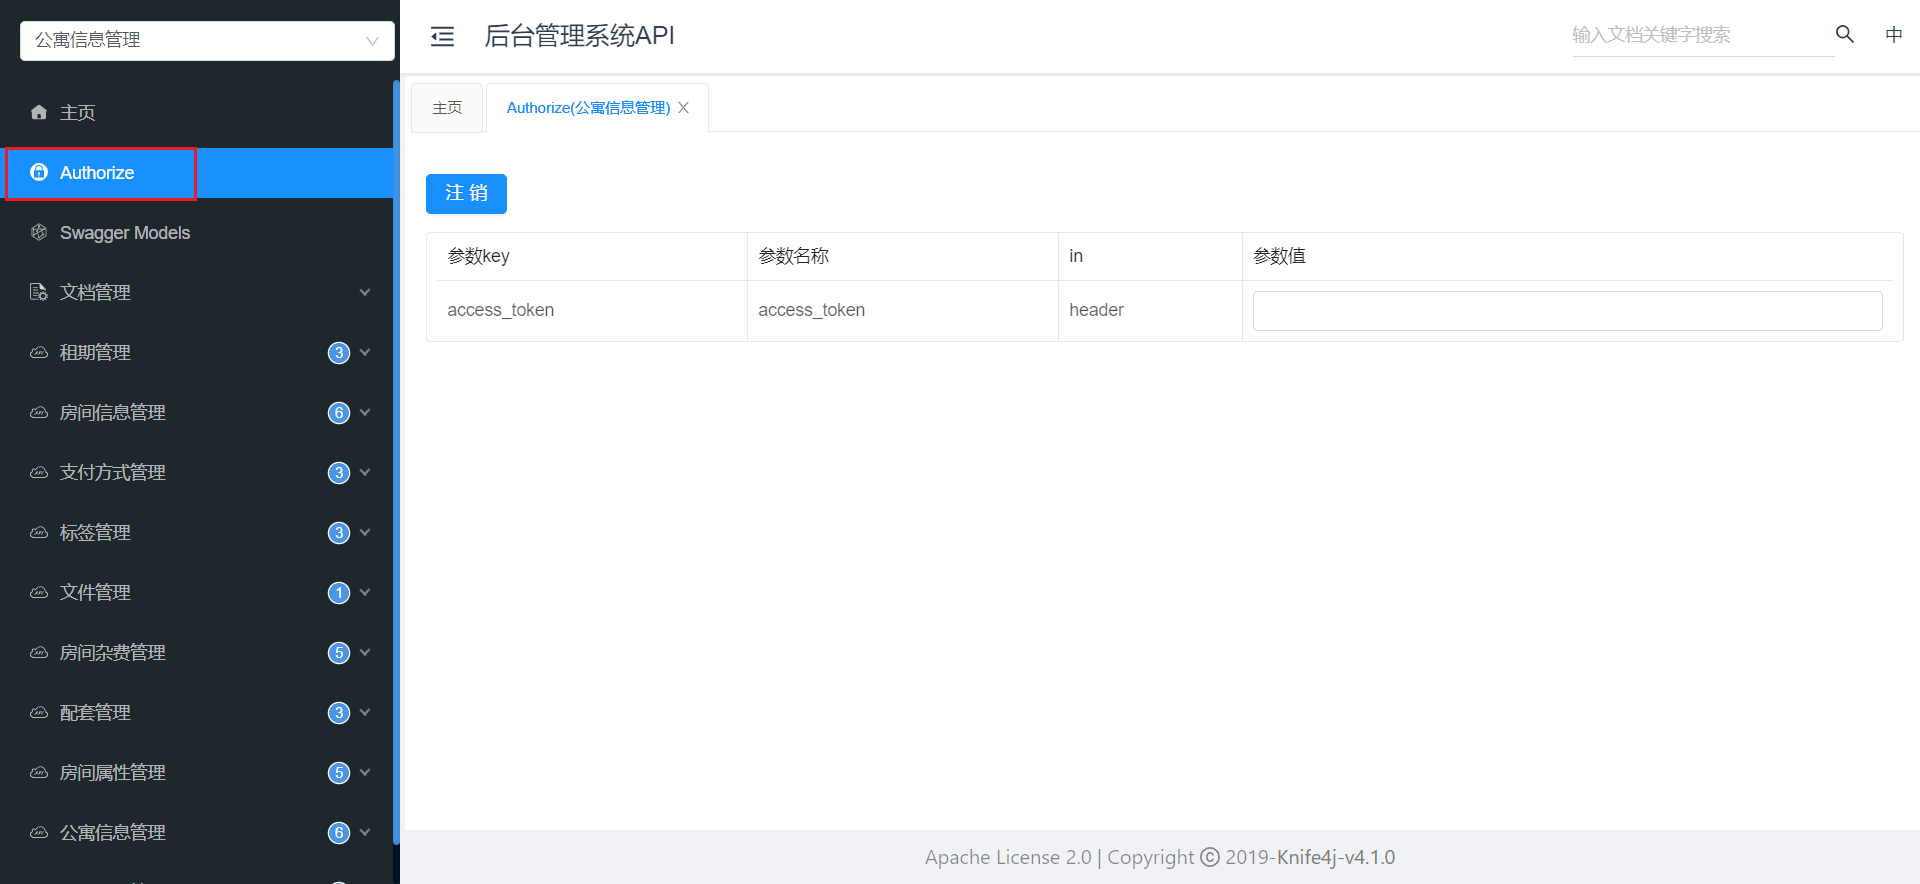 公寓信息管理
主页
Authorize
Swagger Models
文档管理
租期管理 3
房间信息管理 6
支付方式管理 3
标签管理 3
文件管理 1
房间杂费管理 5
配套管理 3
房间属性管理 5
公寓信息管理 6
后台管理系统API
输入文档关键字搜索
中
主页
Authorize(公寓信息管理)
注 销
参数key 参数名称 in 参数值
access_token access_token header
Apache License 2.0 | Copyright © 2019-Knife4j-v4.1.0